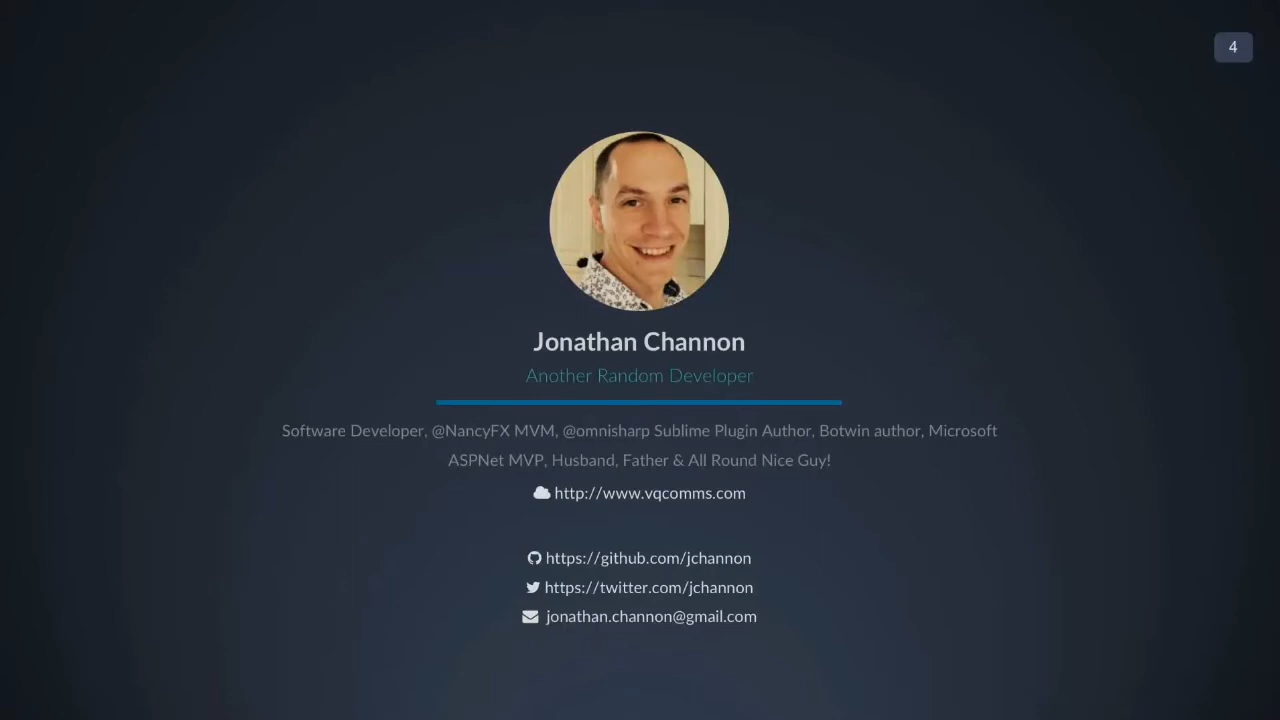 4
Jonathan Channon
Another Random Developer
Software Developer, @NancyFX MVM, @omnisharp Sublime Plugin Author, Botwin author, Microsoft
ASPNet MVP, Husband, Father & All Round Nice Guy!
http://www.vqcomms.com
https://github.com/jchannon
https://twitter.com/jchannon
jonathan.channon@gmail.com